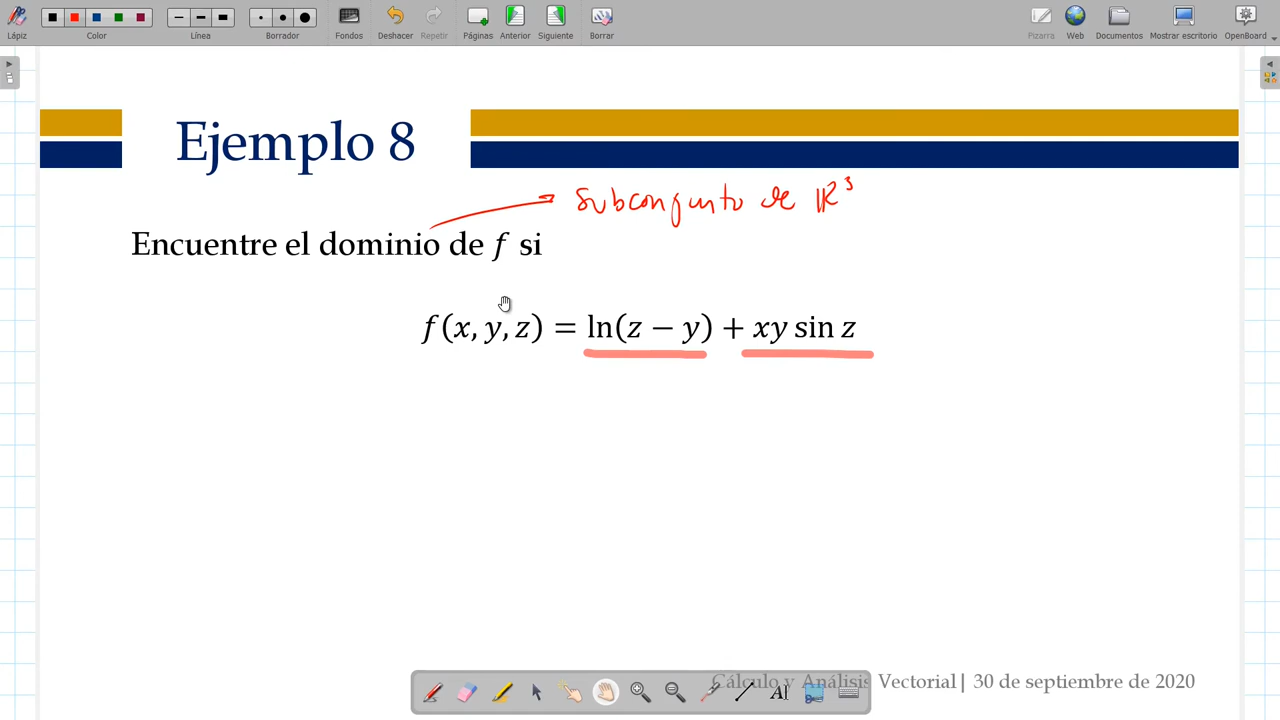 Lápiz Color Línea Borrador Fondos Deshacer Repetir Páginas Anterior Siguiente Borrar Pizarra Web Documentos Mostrar escritorio OpenBoard
Ejemplo 8
Subconjunto de ℝ³
Encuentre el dominio de f si
f(x, y, z) = ln(z − y) + xy sin z
Cálculo y Análisis Vectorial| 30 de septiembre de 2020